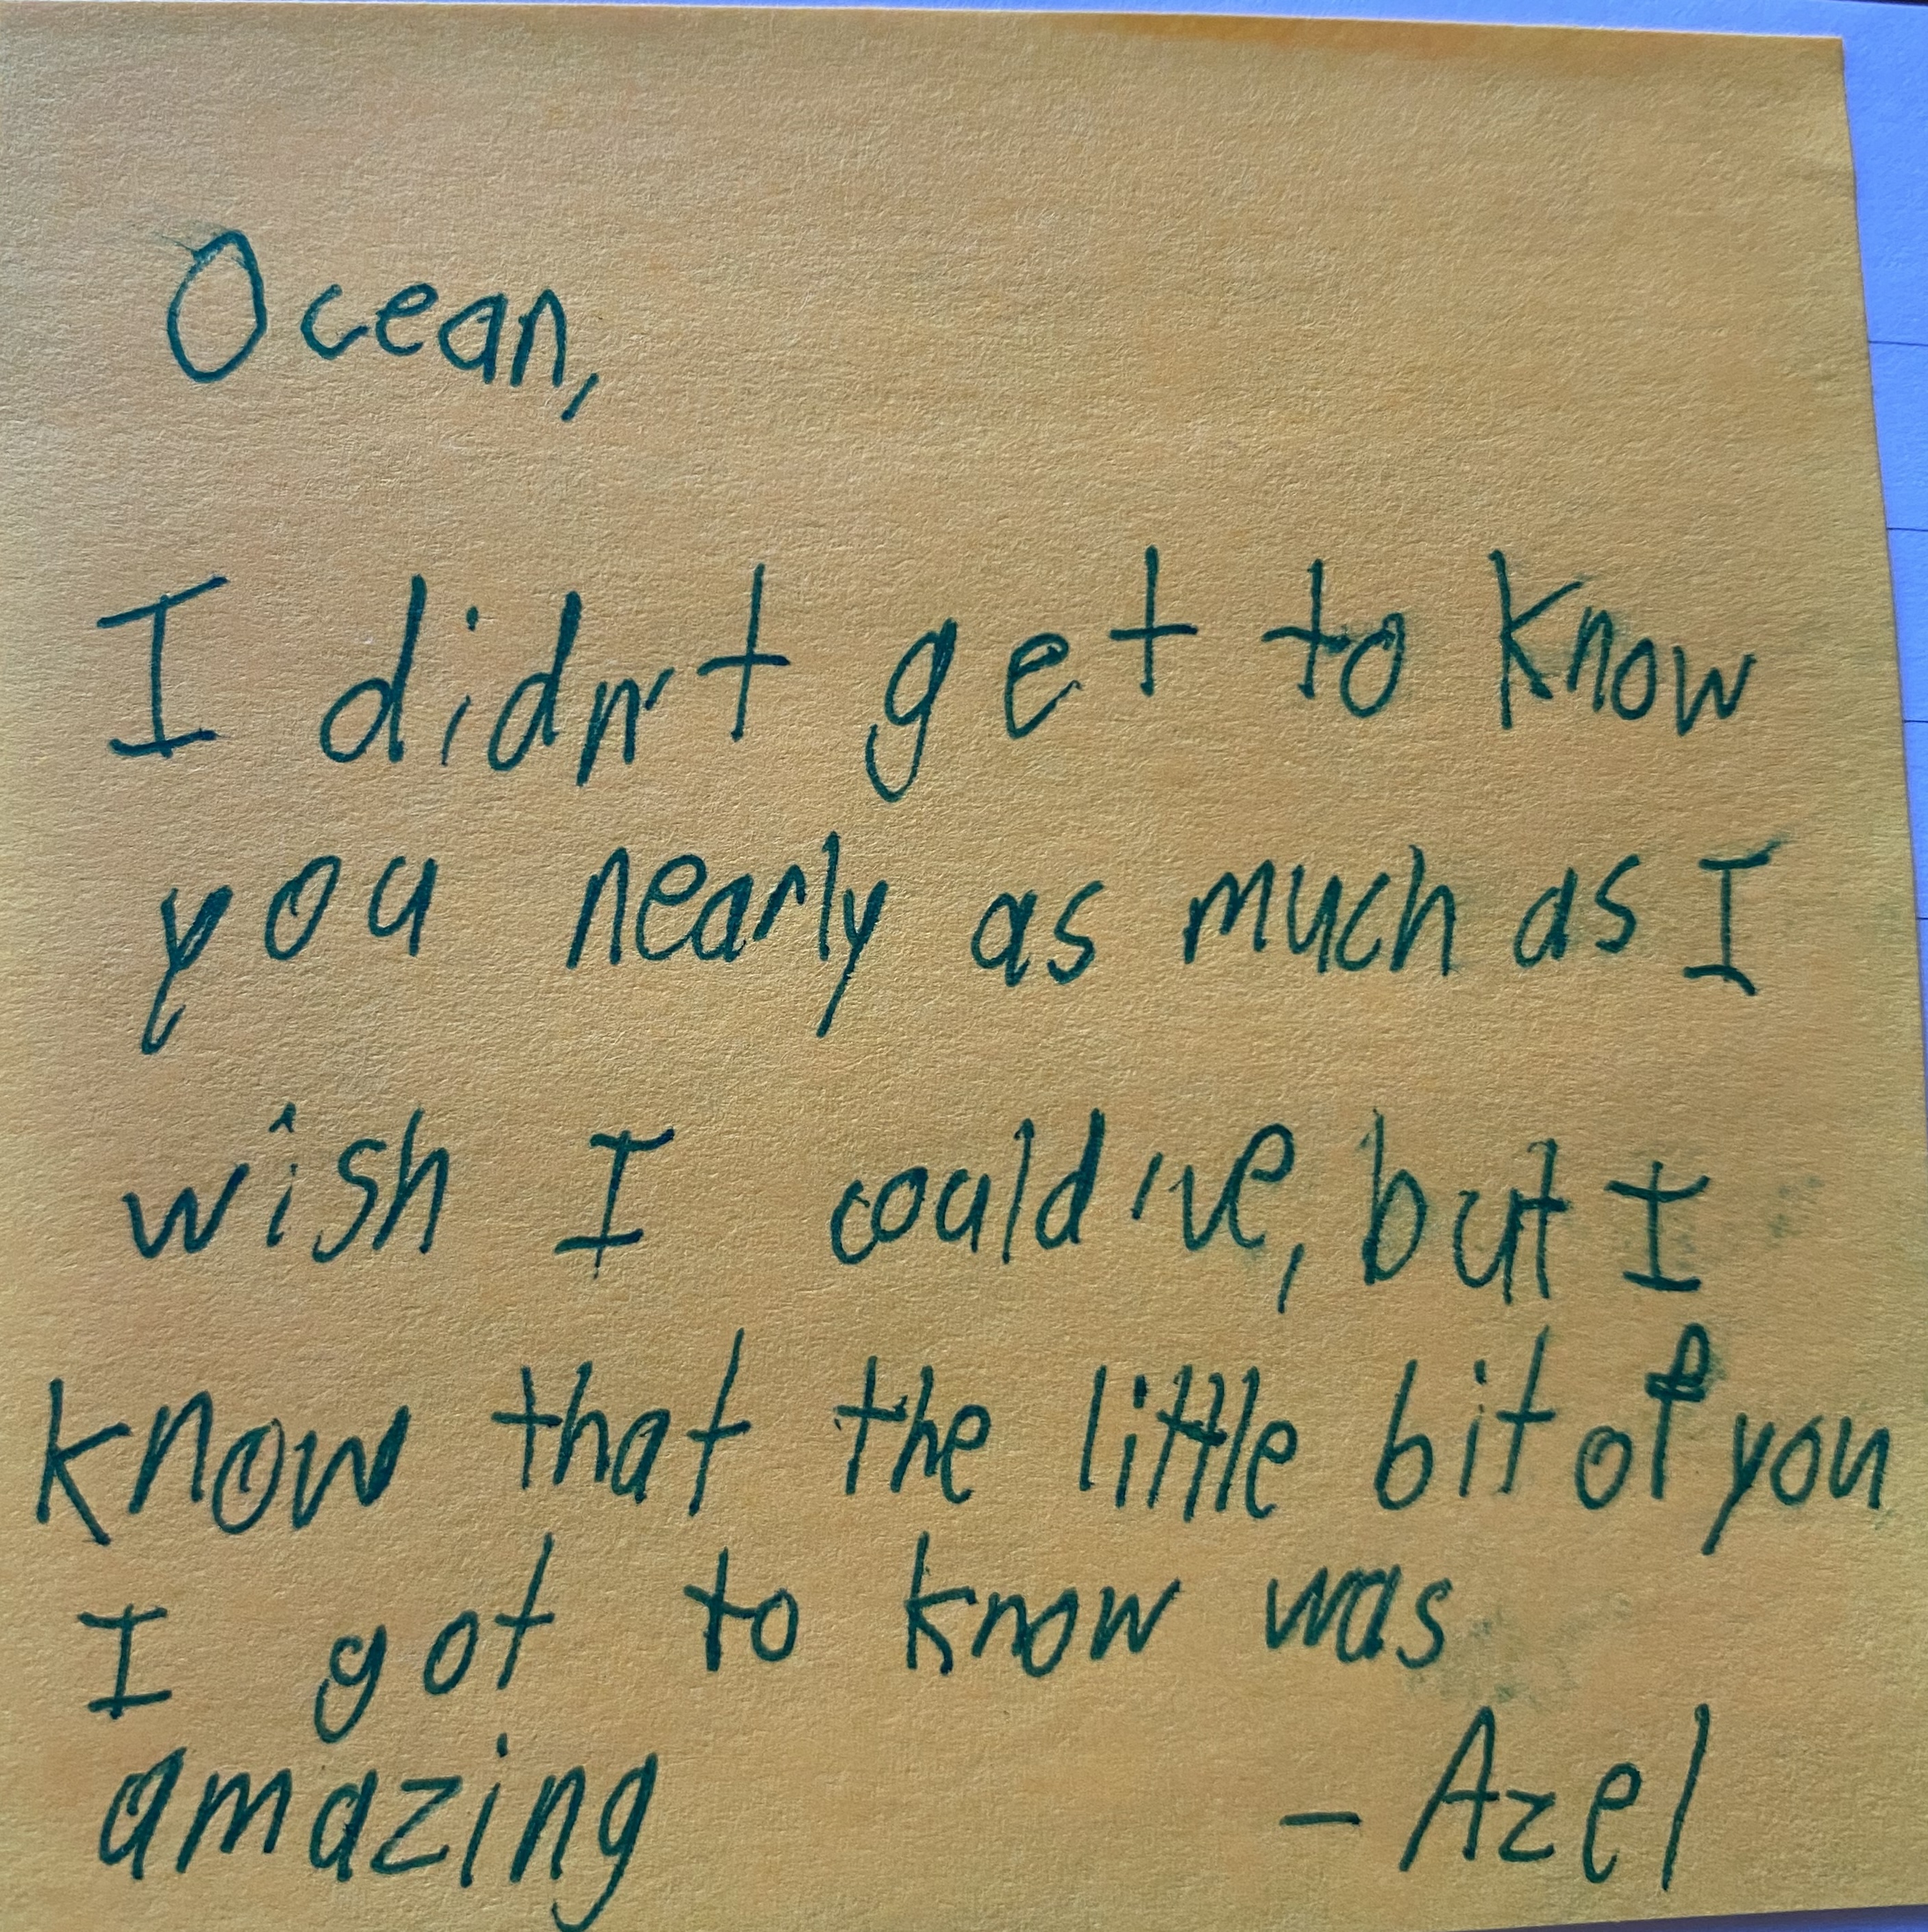 Ocean,
I didn't get to know
you nearly as much as I
wish I could've, but I
know that the little bit of you
I got to know was
amazing
- Azel